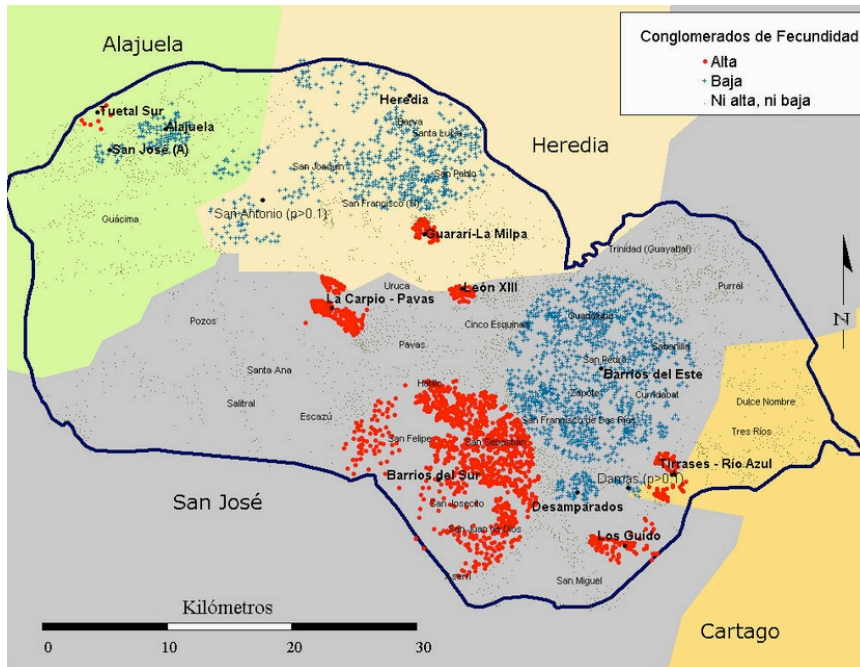 Alajuela
Conglomerados de Fecundidad
Alta
Baja
Ni alta, ni baja
Tuetal Sur
Heredia
Alajuela
Barva
Santa Lucía
Heredia
San José (A)
San Joaquín
San Pablo
San Francisco (H)
San Antonio (p>0.1)
Guácima
Guararí-La Milpa
Trinidad (Guayabal)
Uruca
León XIII
Purral
La Carpio - Pavas
Guadalupe
Pozos
Cinco Esquinas
N
Pavas
Sabanilla
San Pedro
Santa Ana
Barrios del Este
Hatillo
Zapote
Curridabat
Salitral
Dulce Nombre
Escazú
San Francisco de Dos Ríos
Tres Ríos
San Felipe
San Sebastián
Tirrases - Río Azul
Barrios del Sur
Damas (p>0.1)
San José
San Josecito
Desamparados
San Juan de Dios
Los Guido
Aserrí
San Miguel
Kilómetros
Cartago
0 10 20 30